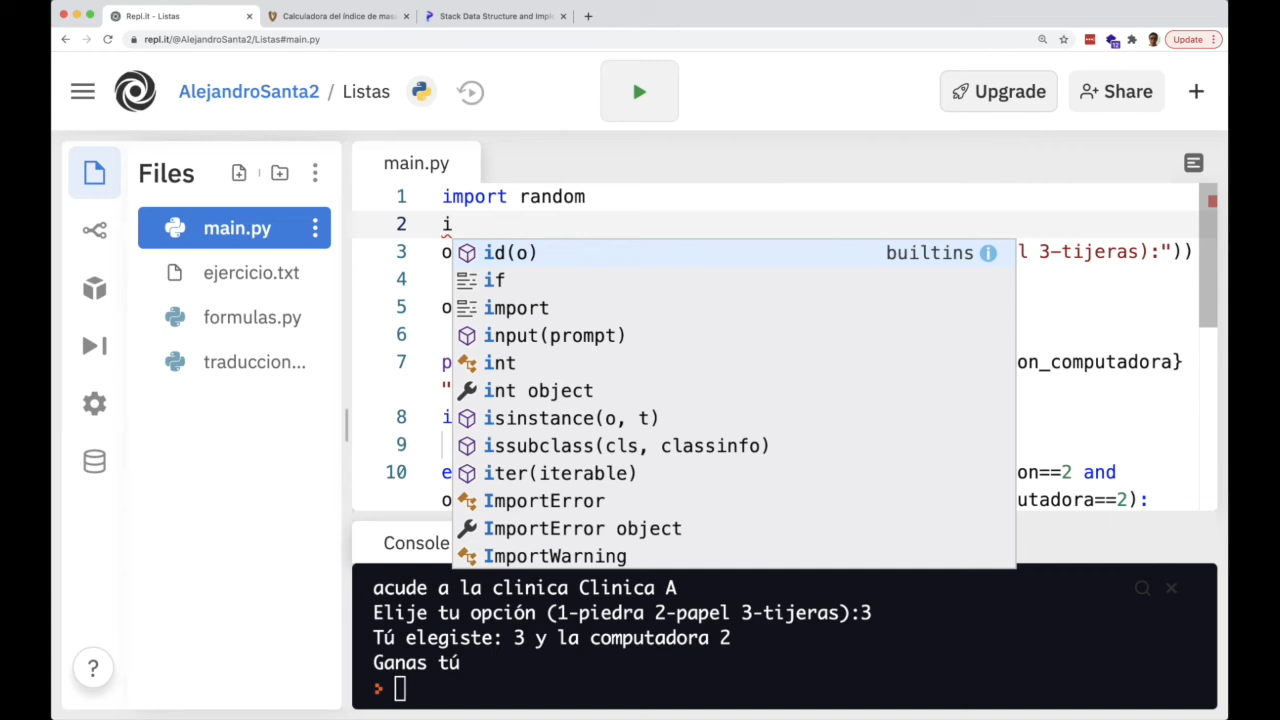 Repl.it - Listas
Calculadora del índice de mas
Stack Data Structure and Imple
repl.it/@AlejandroSanta2/Listas#main.py
12
Update
AlejandroSanta2 / Listas
Upgrade
Share
Files
main.py
ejercicio.txt
formulas.py
traduccion...
main.py
1 import random
2 i
3 o l 3-tijeras):"))
4
5 o
6
7 p on_computadora}
"
8 i
9
10 e on==2 and
o utadora==2):
id(o) builtins
if
import
input(prompt)
int
int object
isinstance(o, t)
issubclass(cls, classinfo)
iter(iterable)
ImportError
ImportError object
ImportWarning
Console
acude a la clinica Clinica A
Elije tu opción (1-piedra 2-papel 3-tijeras):3
Tú elegiste: 3 y la computadora 2
Ganas tú
?